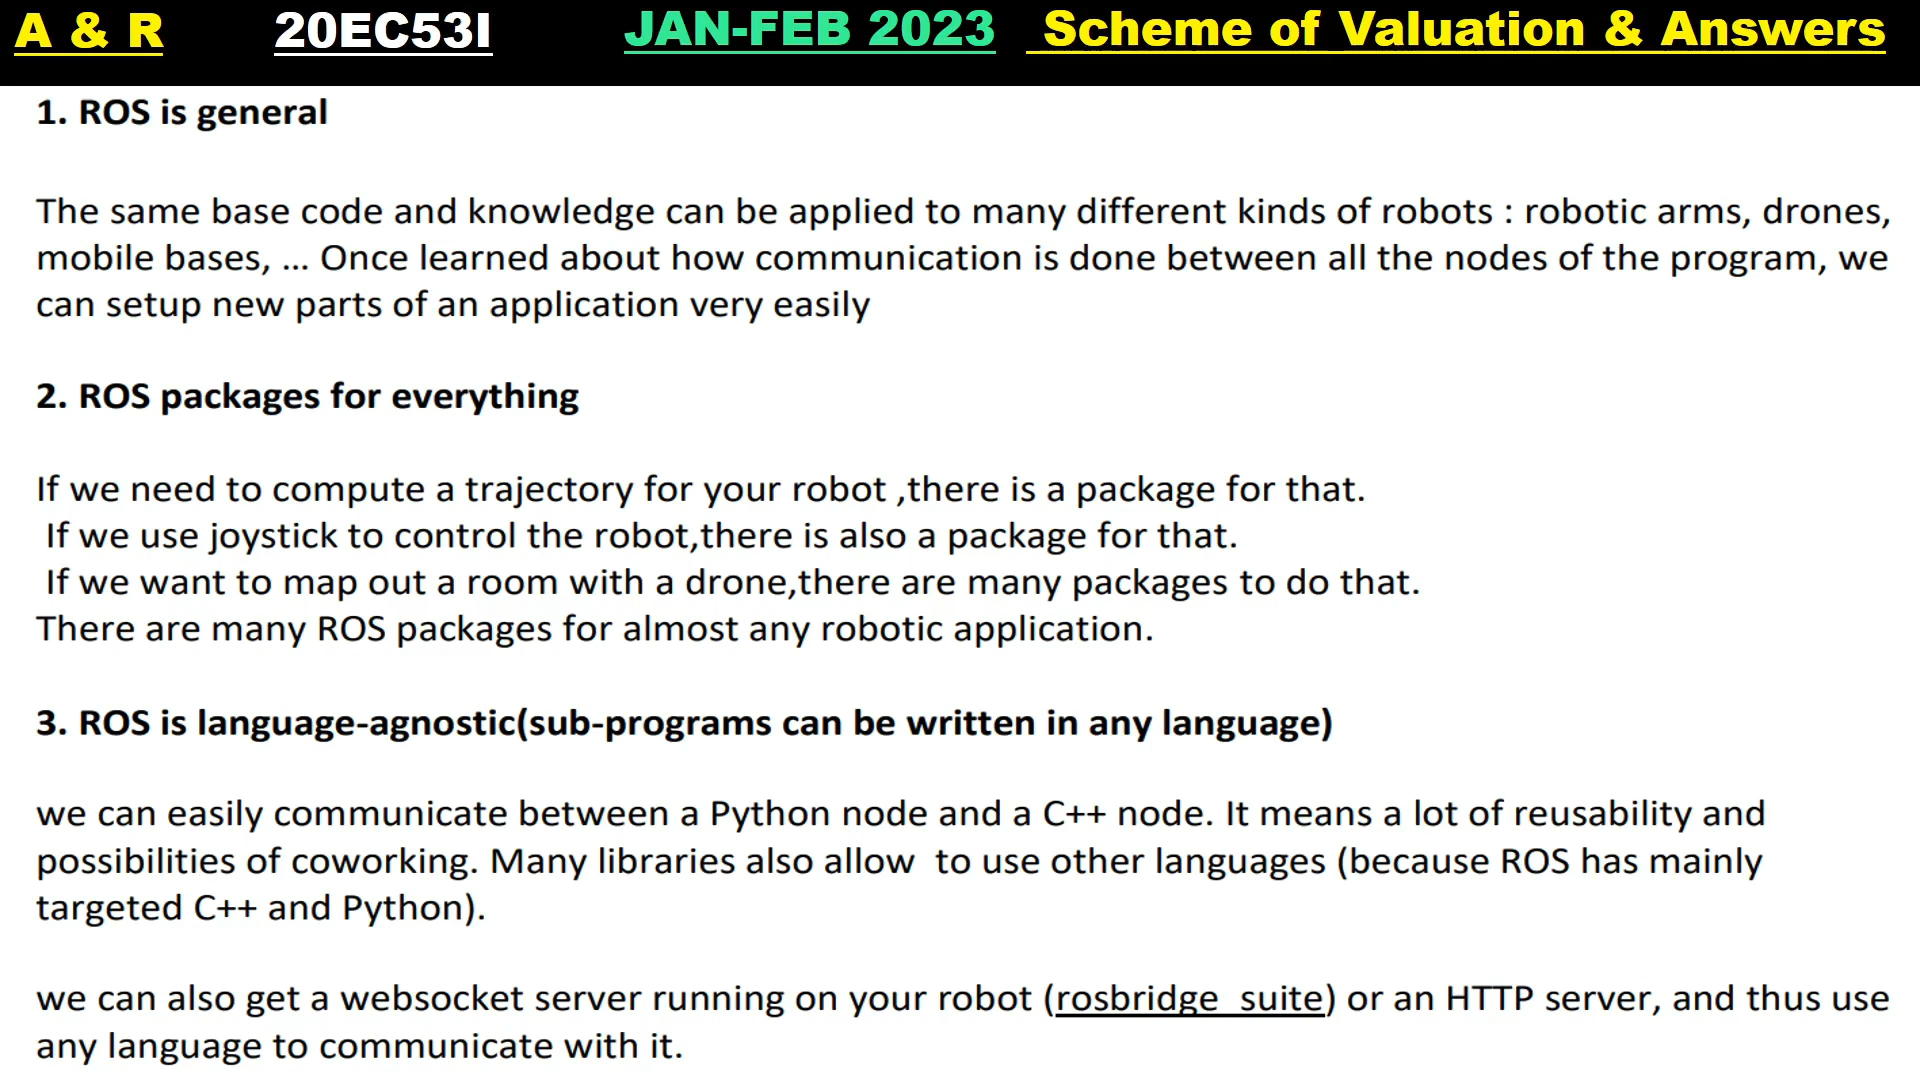 A & R 20EC53I JAN-FEB 2023 Scheme of Valuation & Answers
1. ROS is general
The same base code and knowledge can be applied to many different kinds of robots : robotic arms, drones,
mobile bases, ... Once learned about how communication is done between all the nodes of the program, we
can setup new parts of an application very easily
2. ROS packages for everything
If we need to compute a trajectory for your robot ,there is a package for that.
If we use joystick to control the robot,there is also a package for that.
If we want to map out a room with a drone,there are many packages to do that.
There are many ROS packages for almost any robotic application.
3. ROS is language-agnostic(sub-programs can be written in any language)
we can easily communicate between a Python node and a C++ node. It means a lot of reusability and
possibilities of coworking. Many libraries also allow  to use other languages (because ROS has mainly
targeted C++ and Python).
we can also get a websocket server running on your robot (rosbridge_suite) or an HTTP server, and thus use
any language to communicate with it.